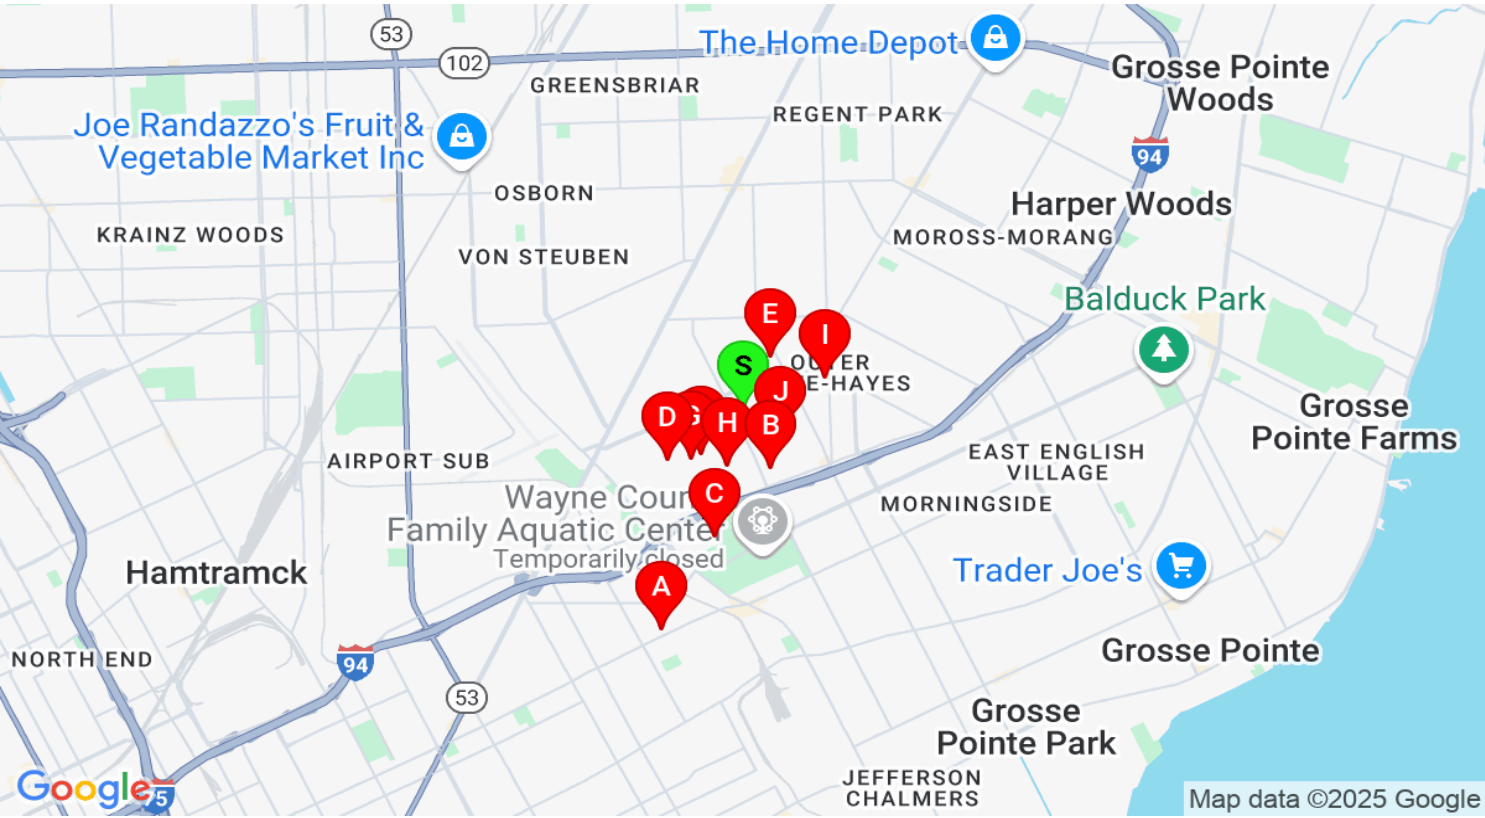 53
102
The Home Depot
Grosse Pointe
Woods
GREENSBRIAR
REGENT PARK
Joe Randazzo's Fruit &
Vegetable Market Inc
94
OSBORN
Harper Woods
KRAINZ WOODS
MOROSS-MORANG
VON STEUBEN
Balduck Park
E
I
S
J
D
G
H
B
Grosse
Pointe Farms
AIRPORT SUB
EAST ENGLISH
VILLAGE
C
MORNINGSIDE
Family Aquatic Center
Temporarily closed
Hamtramck
Trader Joe's
A
NORTH END
94
53
Grosse Pointe
Grosse
Pointe Park
JEFFERSON
CHALMERS
Google
75
Map data ©2025 Google